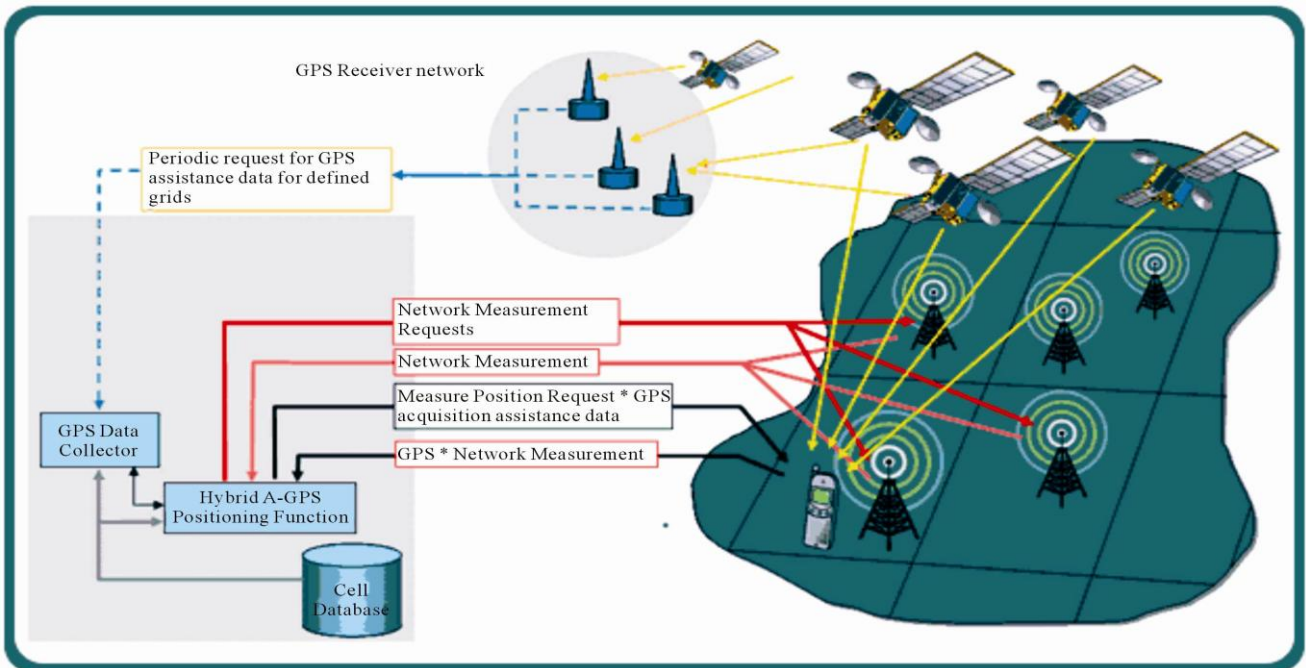 GPS Receiver network
Periodic request for GPS
assistance data for defined
grids
Network Measurement
Requests
Network Measurement
Measure Position Request * GPS
acquisition assistance data
GPS * Network Measurement
GPS Data
Collector
Hybrid A-GPS
Positioning Function
Cell
Database